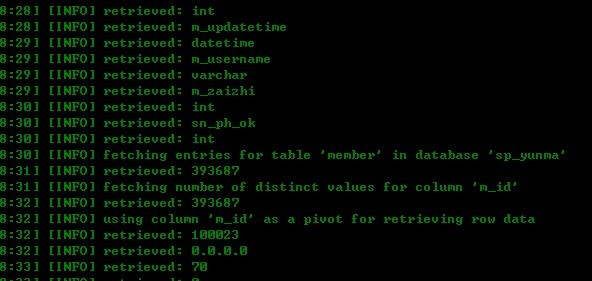 8:28] [INFO] retrieved: int
8:28] [INFO] retrieved: m_updatetime
8:29] [INFO] retrieved: datetime
8:29] [INFO] retrieved: m_username
8:29] [INFO] retrieved: varchar
8:29] [INFO] retrieved: m_zaizhi
8:30] [INFO] retrieved: int
8:30] [INFO] retrieved: sn_ph_ok
8:30] [INFO] retrieved: int
8:30] [INFO] fetching entries for table 'member' in database 'sp_yunma'
8:31] [INFO] retrieved: 393687
8:31] [INFO] fetching number of distinct values for column 'm_id'
8:32] [INFO] retrieved: 393687
8:32] [INFO] using column 'm_id' as a pivot for retrieving row data
8:32] [INFO] retrieved: 100023
8:32] [INFO] retrieved: 0.0.0.0
8:33] [INFO] retrieved: 70